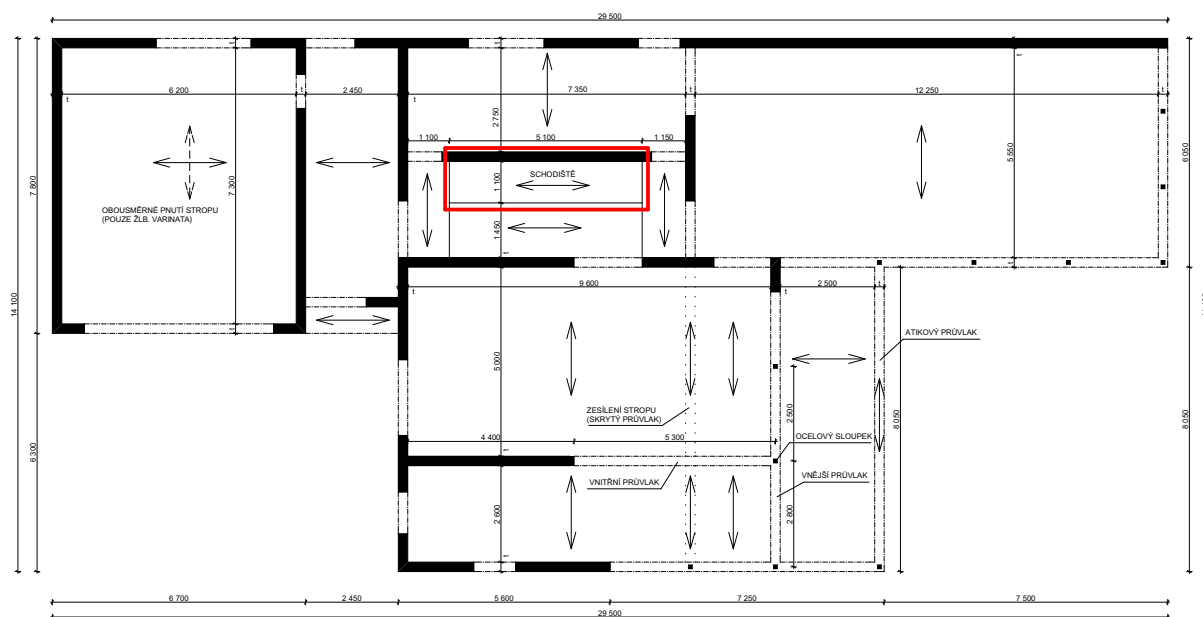 29 500
6 200
t
2 450
7 350
t
12 250
t
t
t
2 750
1 100
5 100
1 150
SCHODIŠTĚ
1 100
1 450
t
5 550
6 050
7 800
7 300
OBOUSMĚRNÉ PNUTÍ STROPU
(POUZE ŽLB. VARINATA)
14 100
t
9 600
t
2 500
t
t
ATIKOVÝ PRŮVLAK
5 000
ZESÍLENÍ STROPU
(SKRYTÝ PRŮVLAK)
2 500
8 050
8 050
4 400
5 300
OCELOVÝ SLOUPEK
6 300
t
VNITŘNÍ PRŮVLAK
VNĚJŠÍ PRŮVLAK
2 600
2 800
t
6 700
2 450
5 600
7 250
7 500
29 500